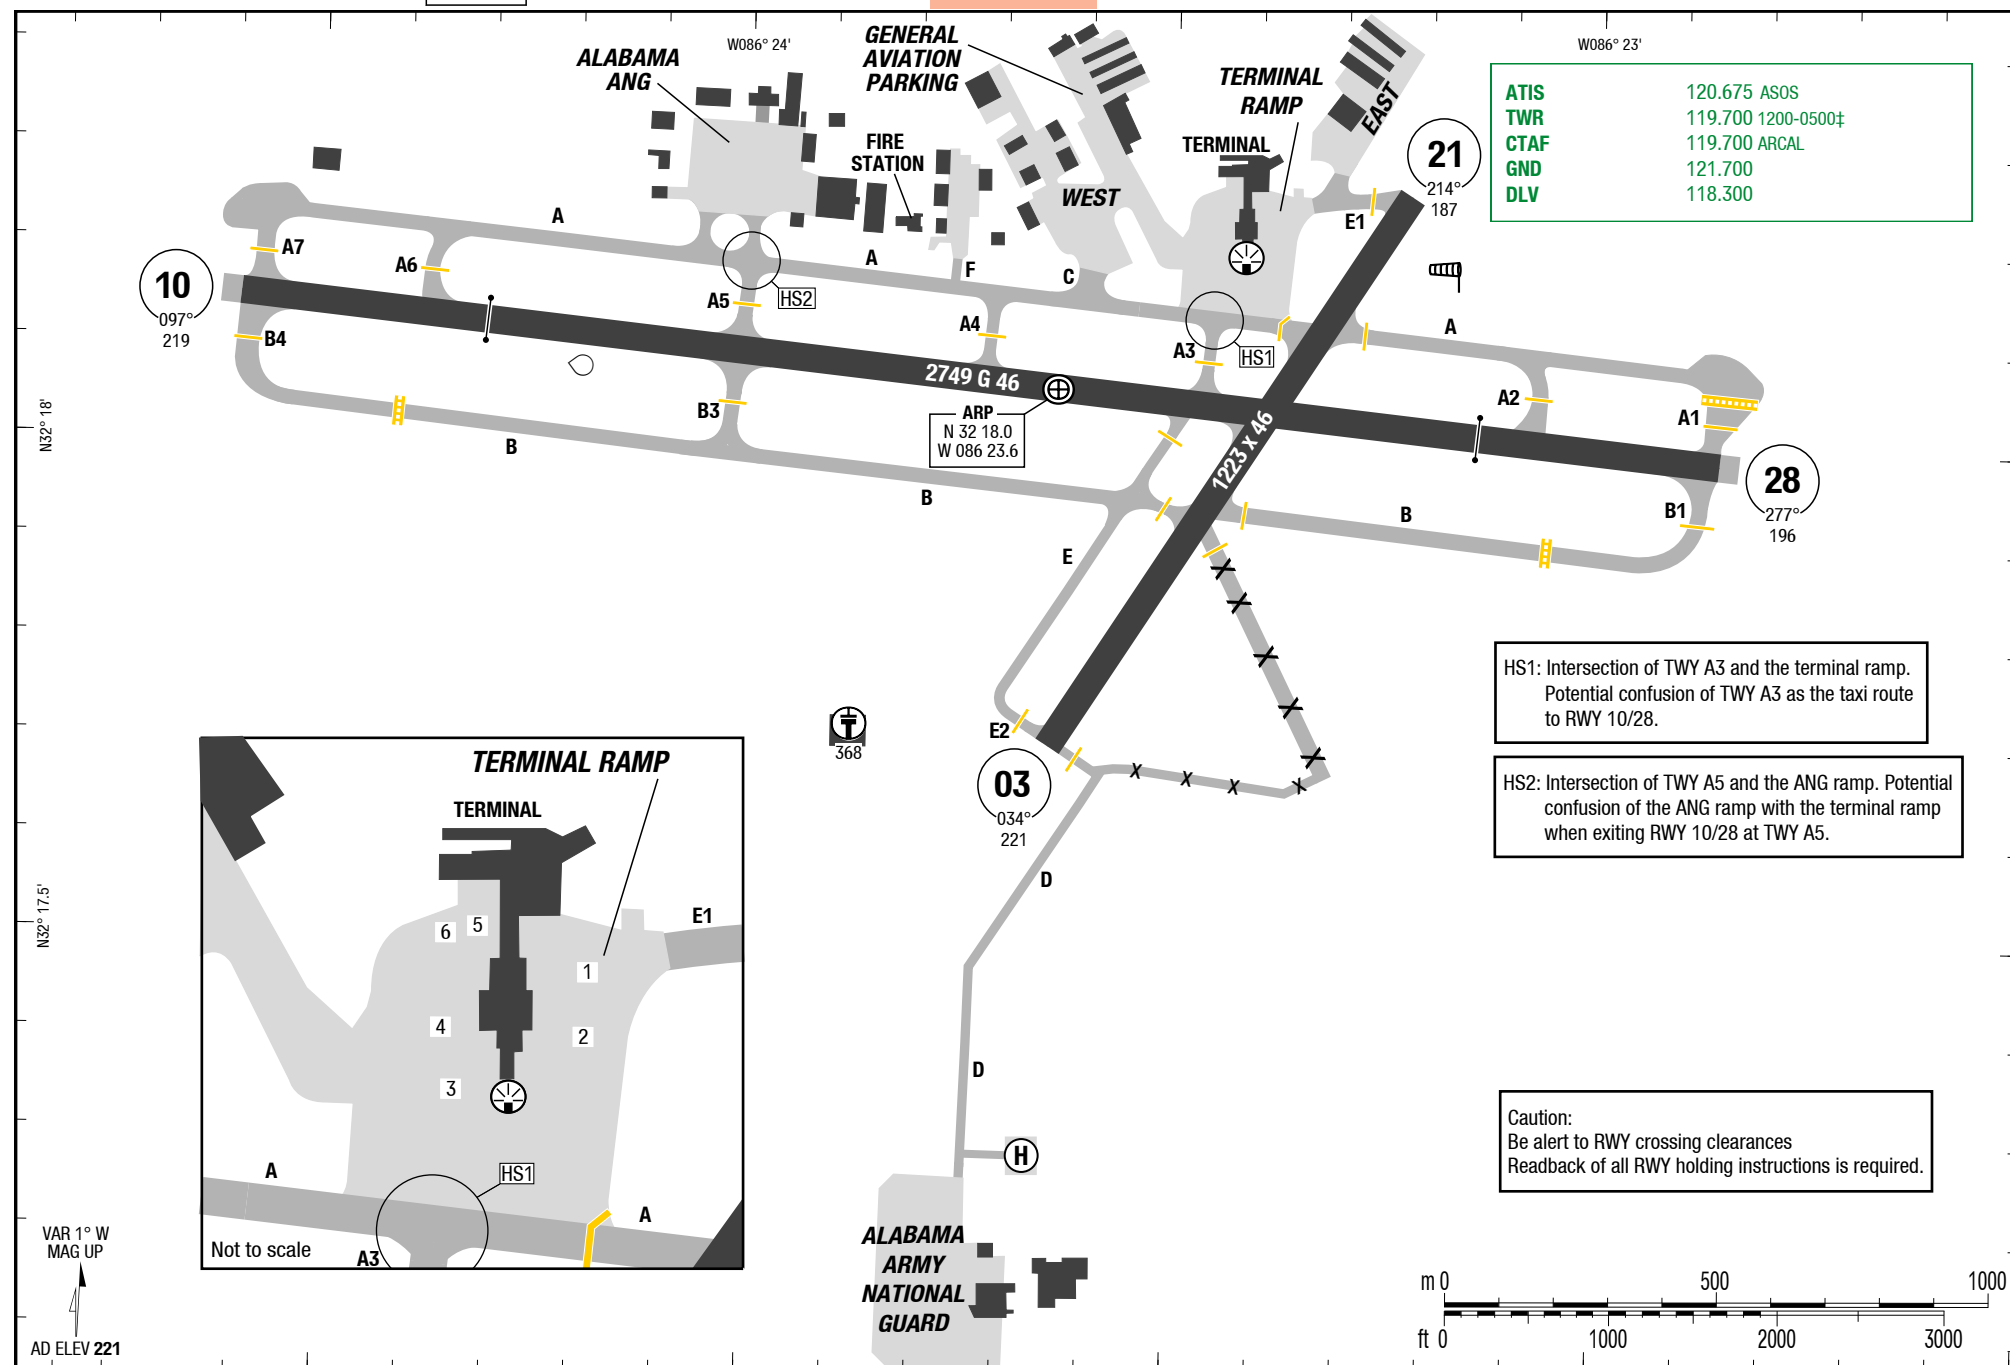 W086° 24'
W086° 23'
ALABAMA
ANG
GENERAL
AVIATION
PARKING
FIRE
STATION
TERMINAL
RAMP
TERMINAL
EAST
WEST
ATIS 120.675 ASOS
TWR 119.700 1200-0500‡
CTAF 119.700 ARCAL
GND 121.700
DLV 118.300
21
214°
187
E1
A
A7
A6
A
F
C
10
097°
219
A5
HS2
A4
A3
HS1
A
B4
2749 G 46
ARP
N 32 18.0
W 086 23.6
B3
B
B
1223 X 46
A2
A1
28
277°
196
B1
B
N32° 18'
E
E2
X X X X
03
034°
221
368
D
D
H
HS1: Intersection of TWY A3 and the terminal ramp.
Potential confusion of TWY A3 as the taxi route
to RWY 10/28.
HS2: Intersection of TWY A5 and the ANG ramp. Potential
confusion of the ANG ramp with the terminal ramp
when exiting RWY 10/28 at TWY A5.
N32° 17.5'
TERMINAL RAMP
TERMINAL
E1
6
5
1
4
2
3
HS1
A
A
A3
Not to scale
Caution:
Be alert to RWY crossing clearances
Readback of all RWY holding instructions is required.
ALABAMA
ARMY
NATIONAL
GUARD
VAR 1° W
MAG UP
AD ELEV 221
m 0 500 1000
ft 0 1000 2000 3000